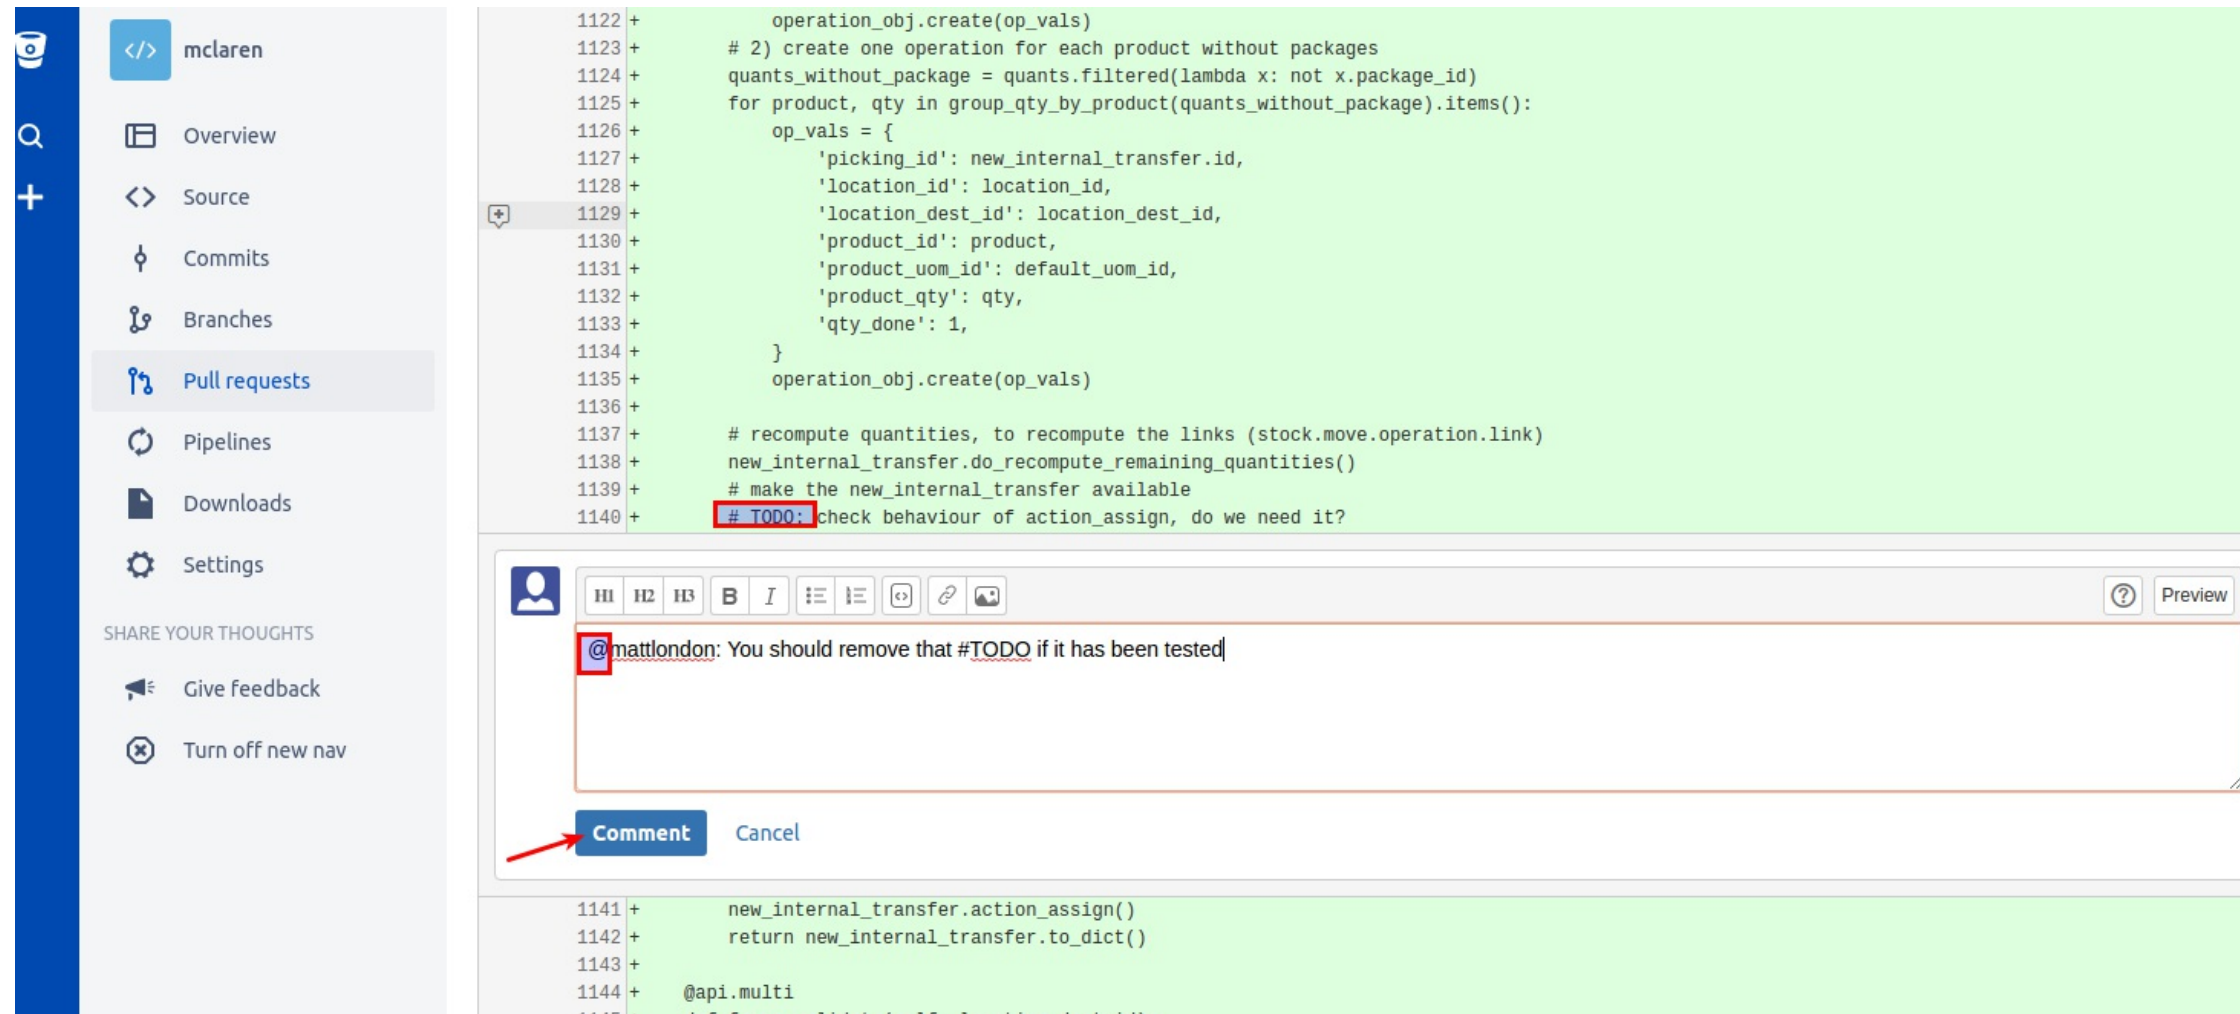 mclaren
Overview
Source
Commits
Branches
Pull requests
Pipelines
Downloads
Settings
SHARE YOUR THOUGHTS
Give feedback
Turn off new nav
1122 + operation_obj.create(op_vals)
1123 + # 2) create one operation for each product without packages
1124 + quants_without_package = quants.filtered(lambda x: not x.package_id)
1125 + for product, qty in group_qty_by_product(quants_without_package).items():
1126 + op_vals = {
1127 + 'picking_id': new_internal_transfer.id,
1128 + 'location_id': location_id,
1129 + 'location_dest_id': location_dest_id,
1130 + 'product_id': product,
1131 + 'product_uom_id': default_uom_id,
1132 + 'product_qty': qty,
1133 + 'qty_done': 1,
1134 + }
1135 + operation_obj.create(op_vals)
1136 +
1137 + # recompute quantities, to recompute the links (stock.move.operation.link)
1138 + new_internal_transfer.do_recompute_remaining_quantities()
1139 + # make the new_internal_transfer available
1140 + # TODO: check behaviour of action_assign, do we need it?
H1 H2 H3 B I Preview
@mattlondon: You should remove that #TODO if it has been tested
Comment Cancel
1141 + new_internal_transfer.action_assign()
1142 + return new_internal_transfer.to_dict()
1143 +
1144 + @api.multi